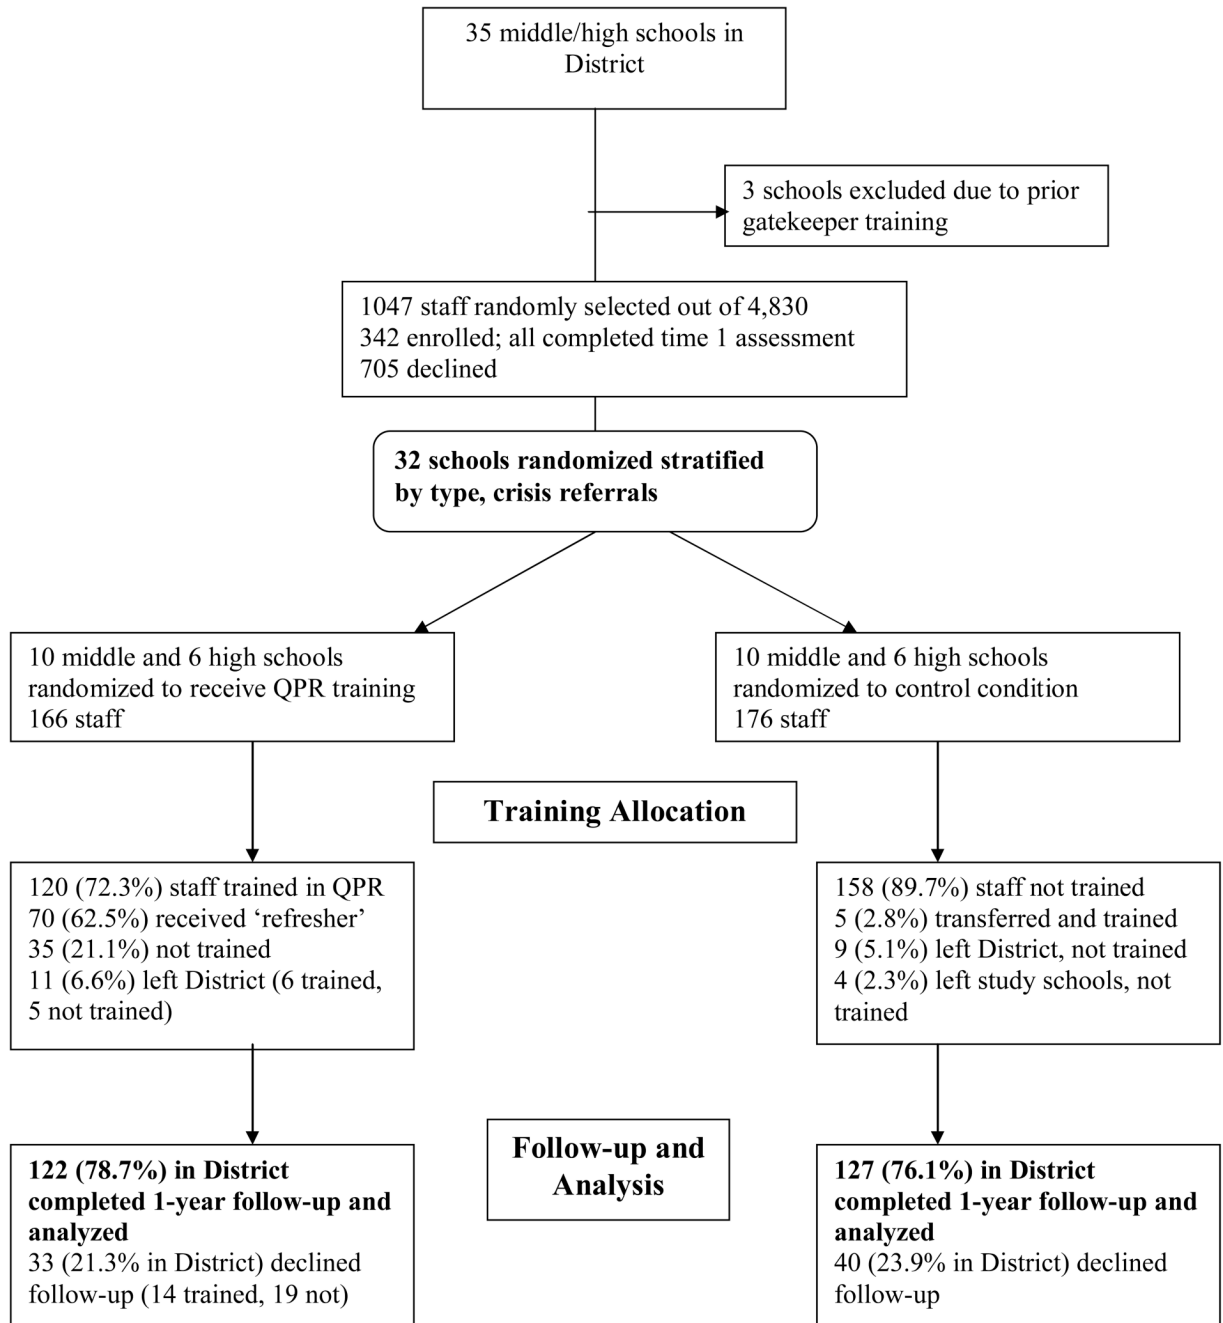 35 middle/high schools in
District
3 schools excluded due to prior
gatekeeper training
1047 staff randomly selected out of 4,830
342 enrolled; all completed time 1 assessment
705 declined
32 schools randomized stratified
by type, crisis referrals
10 middle and 6 high schools
randomized to receive QPR training
166 staff
10 middle and 6 high schools
randomized to control condition
176 staff
Training Allocation
120 (72.3%) staff trained in QPR
70 (62.5%) received ‘refresher’
35 (21.1%) not trained
11 (6.6%) left District (6 trained,
5 not trained)
158 (89.7%) staff not trained
5 (2.8%) transferred and trained
9 (5.1%) left District, not trained
4 (2.3%) left study schools, not
trained
Follow-up and
Analysis
122 (78.7%) in District
completed 1-year follow-up and
analyzed
33 (21.3% in District) declined
follow-up (14 trained, 19 not)
127 (76.1%) in District
completed 1-year follow-up and
analyzed
40 (23.9% in District) declined
follow-up